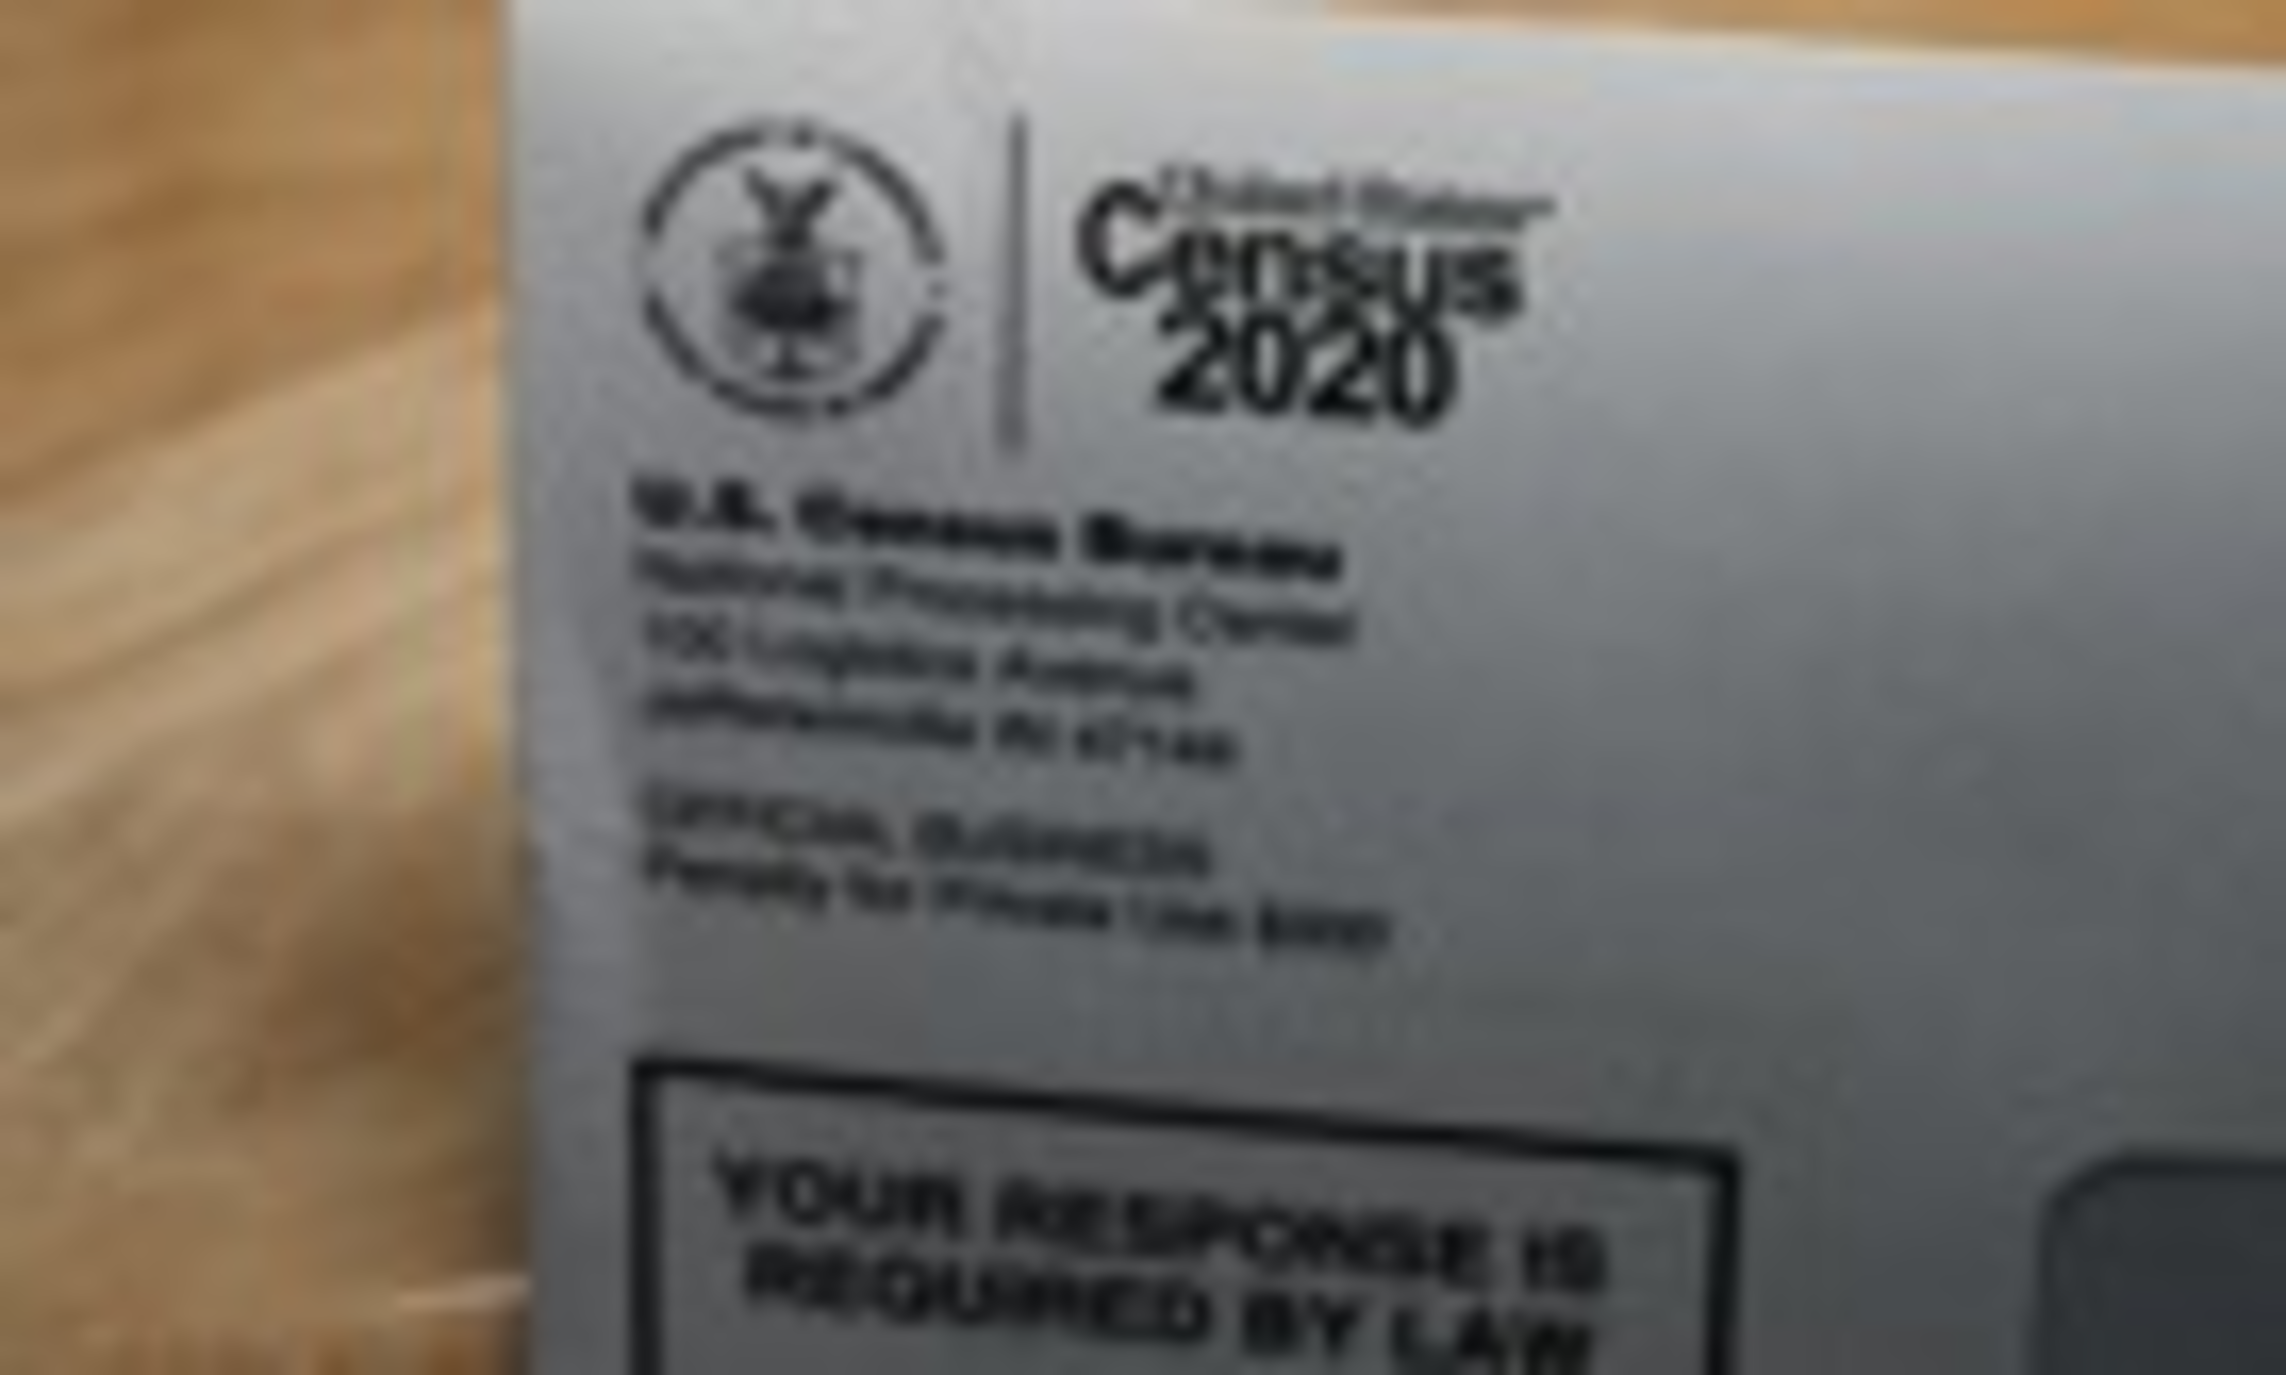 United States
Census
2020
U.S. Census Bureau
National Processing Center
100 Logistics Avenue
Jeffersonville IN 47144
OFFICIAL BUSINESS
Penalty for Private Use $300
YOUR RESPONSE IS
REQUIRED BY LAW